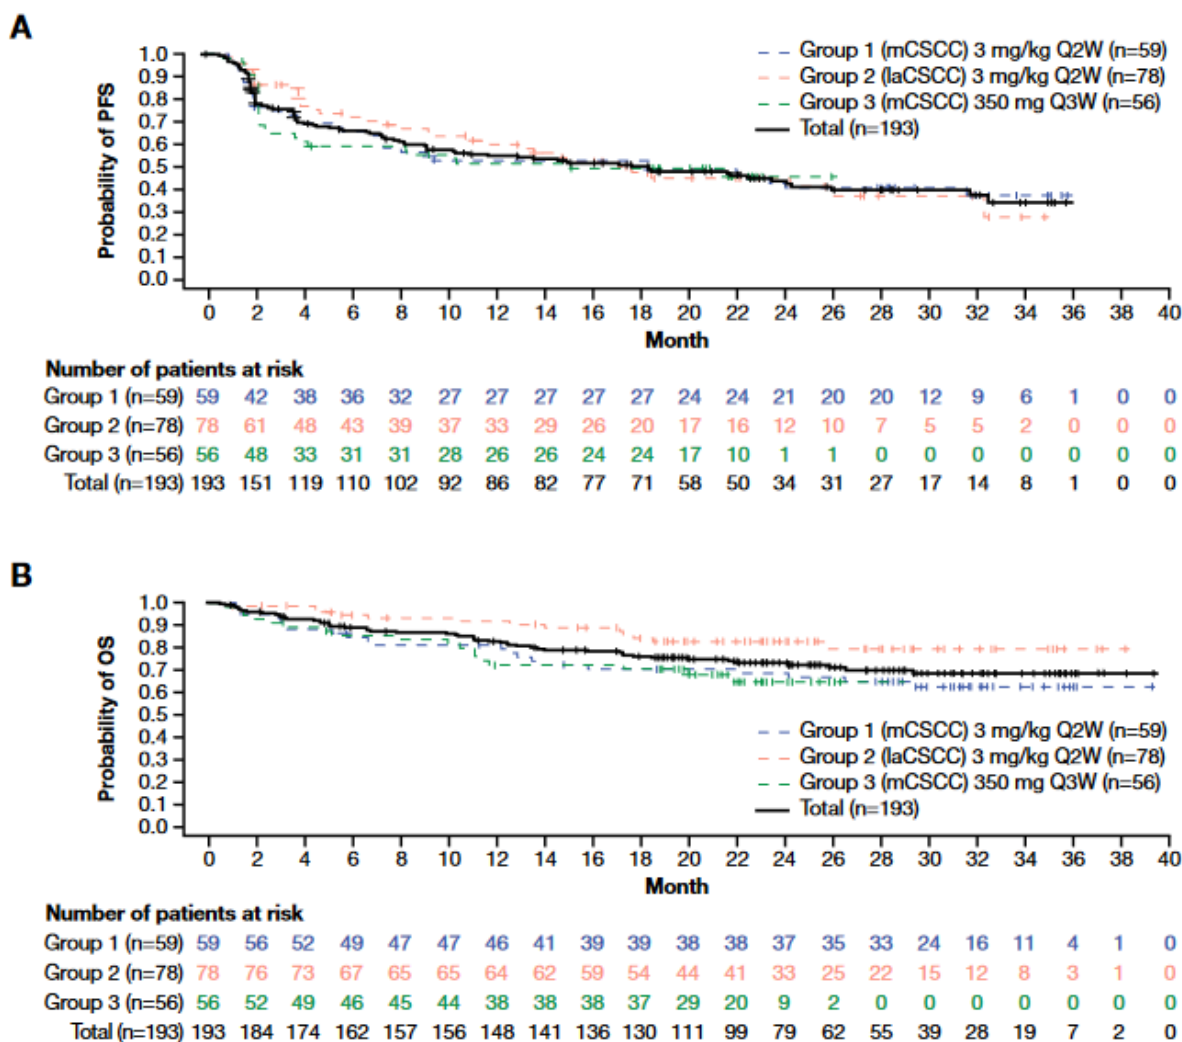 A
Group 1 (mCSCC) 3 mg/kg Q2W (n=59)
Group 2 (laCSCC) 3 mg/kg Q2W (n=78)
Group 3 (mCSCC) 350 mg Q3W (n=56)
Total (n=193)
Probability of PFS
1.0
0.9
0.8
0.7
0.6
0.5
0.4
0.3
0.2
0.1
0.0
0 2 4 6 8 10 12 14 16 18 20 22 24 26 28 30 32 34 36 38 40
Month
Number of patients at risk
Group 1 (n=59) 59 42 38 36 32 27 27 27 27 27 24 24 21 20 20 12 9 6 1 0 0
Group 2 (n=78) 78 61 48 43 39 37 33 29 26 20 17 16 12 10 7 5 5 2 0 0 0
Group 3 (n=56) 56 48 33 31 31 28 26 26 24 24 17 10 1 1 0 0 0 0 0 0 0
Total (n=193) 193 151 119 110 102 92 86 82 77 71 58 50 34 31 27 17 14 8 1 0 0
B
Probability of OS
1.0
0.9
0.8
0.7
0.6
0.5
0.4
0.3
0.2
0.1
0.0
Group 1 (mCSCC) 3 mg/kg Q2W (n=59)
Group 2 (laCSCC) 3 mg/kg Q2W (n=78)
Group 3 (mCSCC) 350 mg Q3W (n=56)
Total (n=193)
0 2 4 6 8 10 12 14 16 18 20 22 24 26 28 30 32 34 36 38 40
Month
Number of patients at risk
Group 1 (n=59) 59 56 52 49 47 47 46 41 39 39 38 38 37 35 33 24 16 11 4 1 0
Group 2 (n=78) 78 76 73 67 65 65 64 62 59 54 44 41 33 25 22 15 12 8 3 1 0
Group 3 (n=56) 56 52 49 46 45 44 38 38 38 37 29 20 9 2 0 0 0 0 0 0 0
Total (n=193) 193 184 174 162 157 156 148 141 136 130 111 99 79 62 55 39 28 19 7 2 0